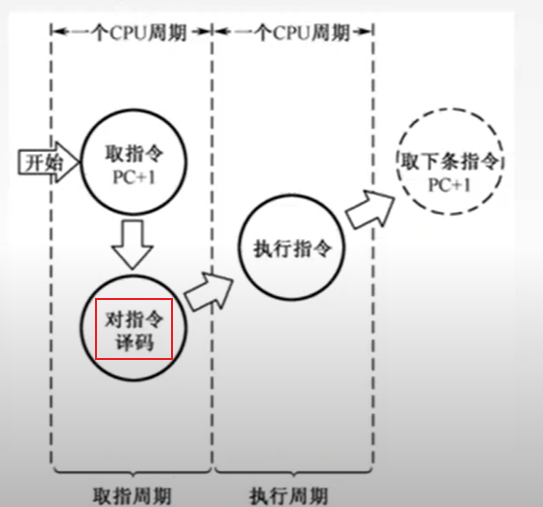 一个CPU周期
一个CPU周期
开始
取指令
PC+1
取下条指令
PC+1
执行指令
对指令
译码
取指周期
执行周期